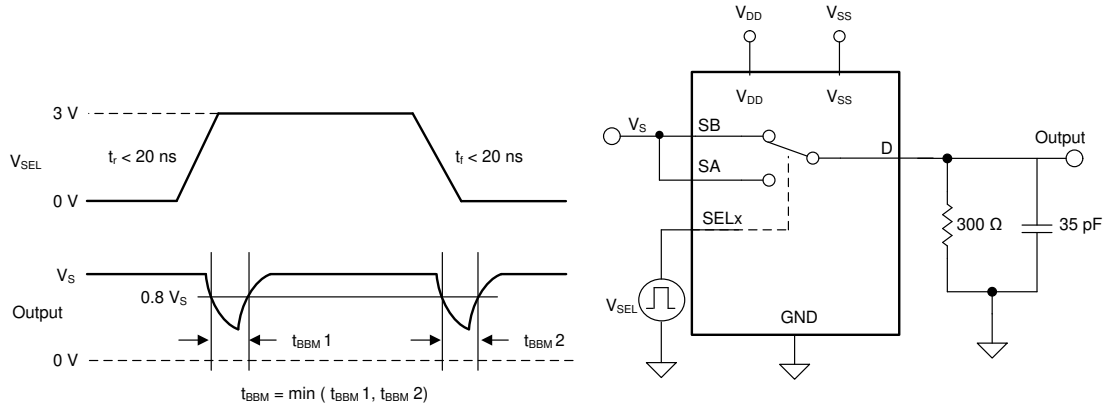 3 V
V_SEL
t_r < 20 ns
t_f < 20 ns
0 V
V_S
0.8 V_S
Output
t_BBM 1
t_BBM 2
0 V
t_BBM = min ( t_BBM 1, t_BBM 2)
V_DD
V_SS
V_DD
V_SS
V_S
SB
SA
SELx
D
Output
300 Ω
35 pF
V_SEL
GND